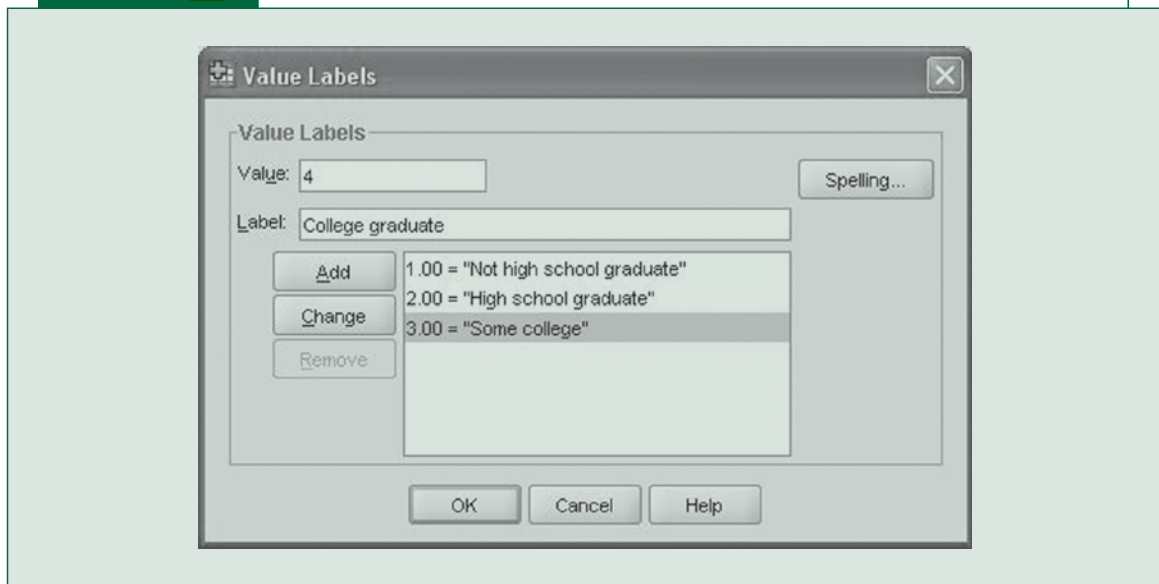 Value Labels
Value Labels
Value: 4
Spelling...
Label: College graduate
Add
1.00 = "Not high school graduate"
2.00 = "High school graduate"
Change
3.00 = "Some college"
Remove
OK Cancel Help